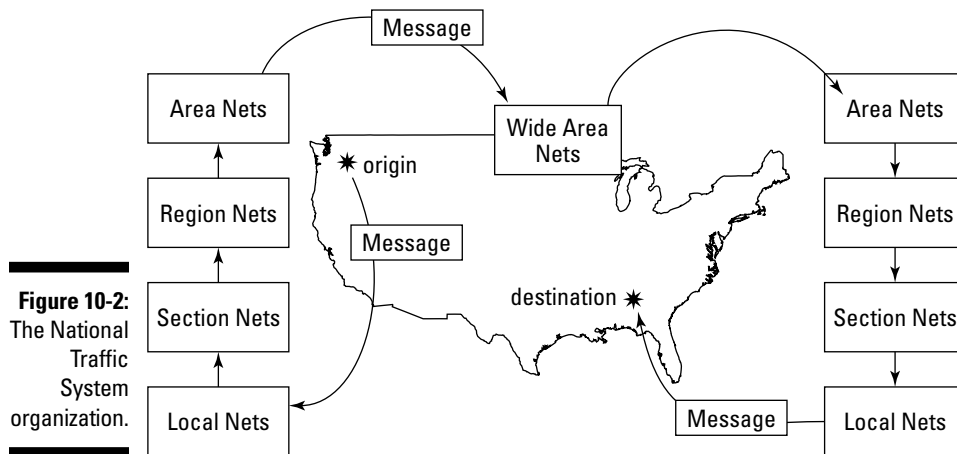 Message
Area Nets
Wide Area
Nets
Area Nets
origin
Region Nets
Message
Region Nets
destination
Section Nets
Section Nets
Message
Local Nets
Local Nets
Figure 10-2:
The National
Traffic
System
organization.